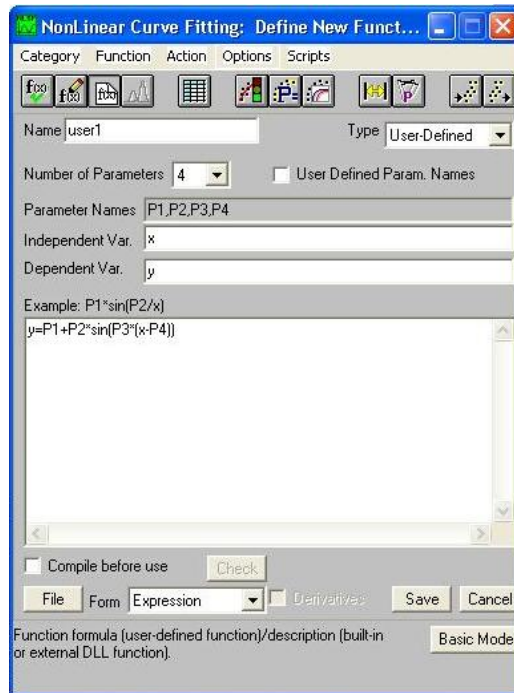 NonLinear Curve Fitting: Define New Funct...
Category Function Action Options Scripts
Name user1 Type User-Defined
Number of Parameters 4 User Defined Param. Names
Parameter Names P1,P2,P3,P4
Independent Var. x
Dependent Var. y
Example: P1*sin(P2/x)
y=P1+P2*sin(P3*(x-P4))
Compile before use Check
File Form Expression Derivatives Save Cancel
Function formula (user-defined function)/description (built-in
or external DLL function). Basic Mode